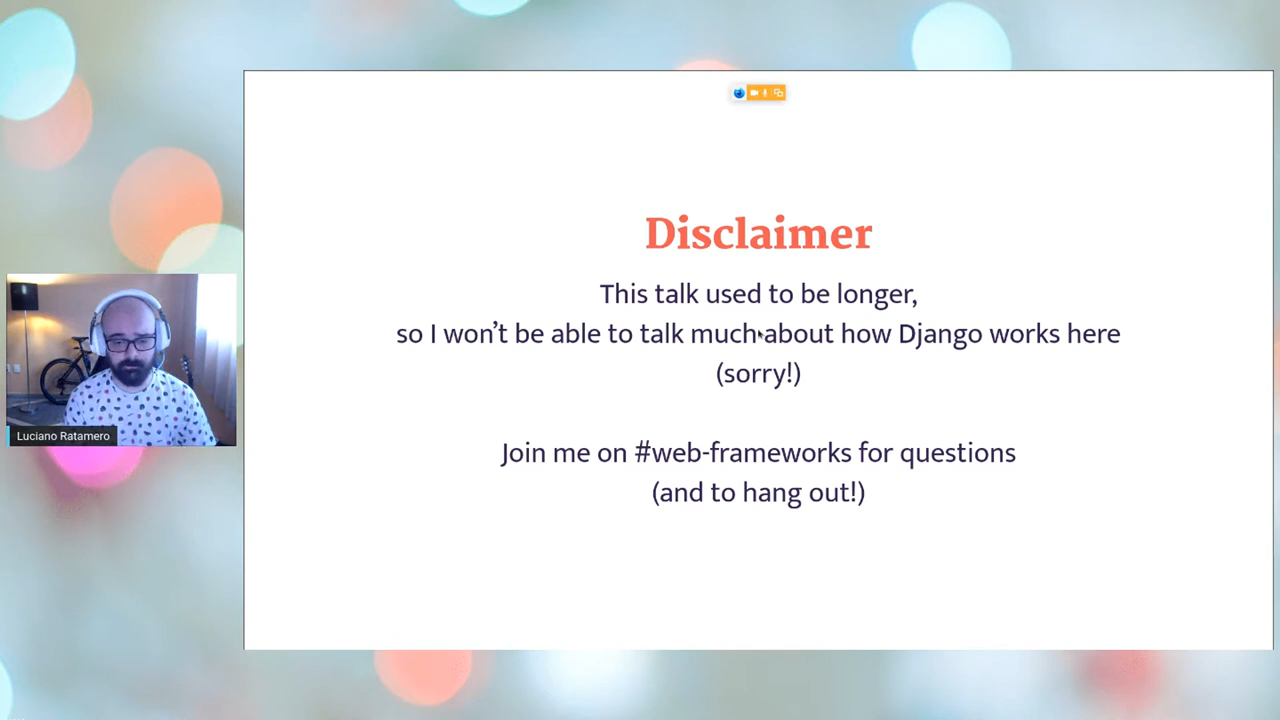 Disclaimer
This talk used to be longer,
so I won't be able to talk much about how Django works here
(sorry!)
Join me on #web-frameworks for questions
(and to hang out!)
Luciano Ratamero